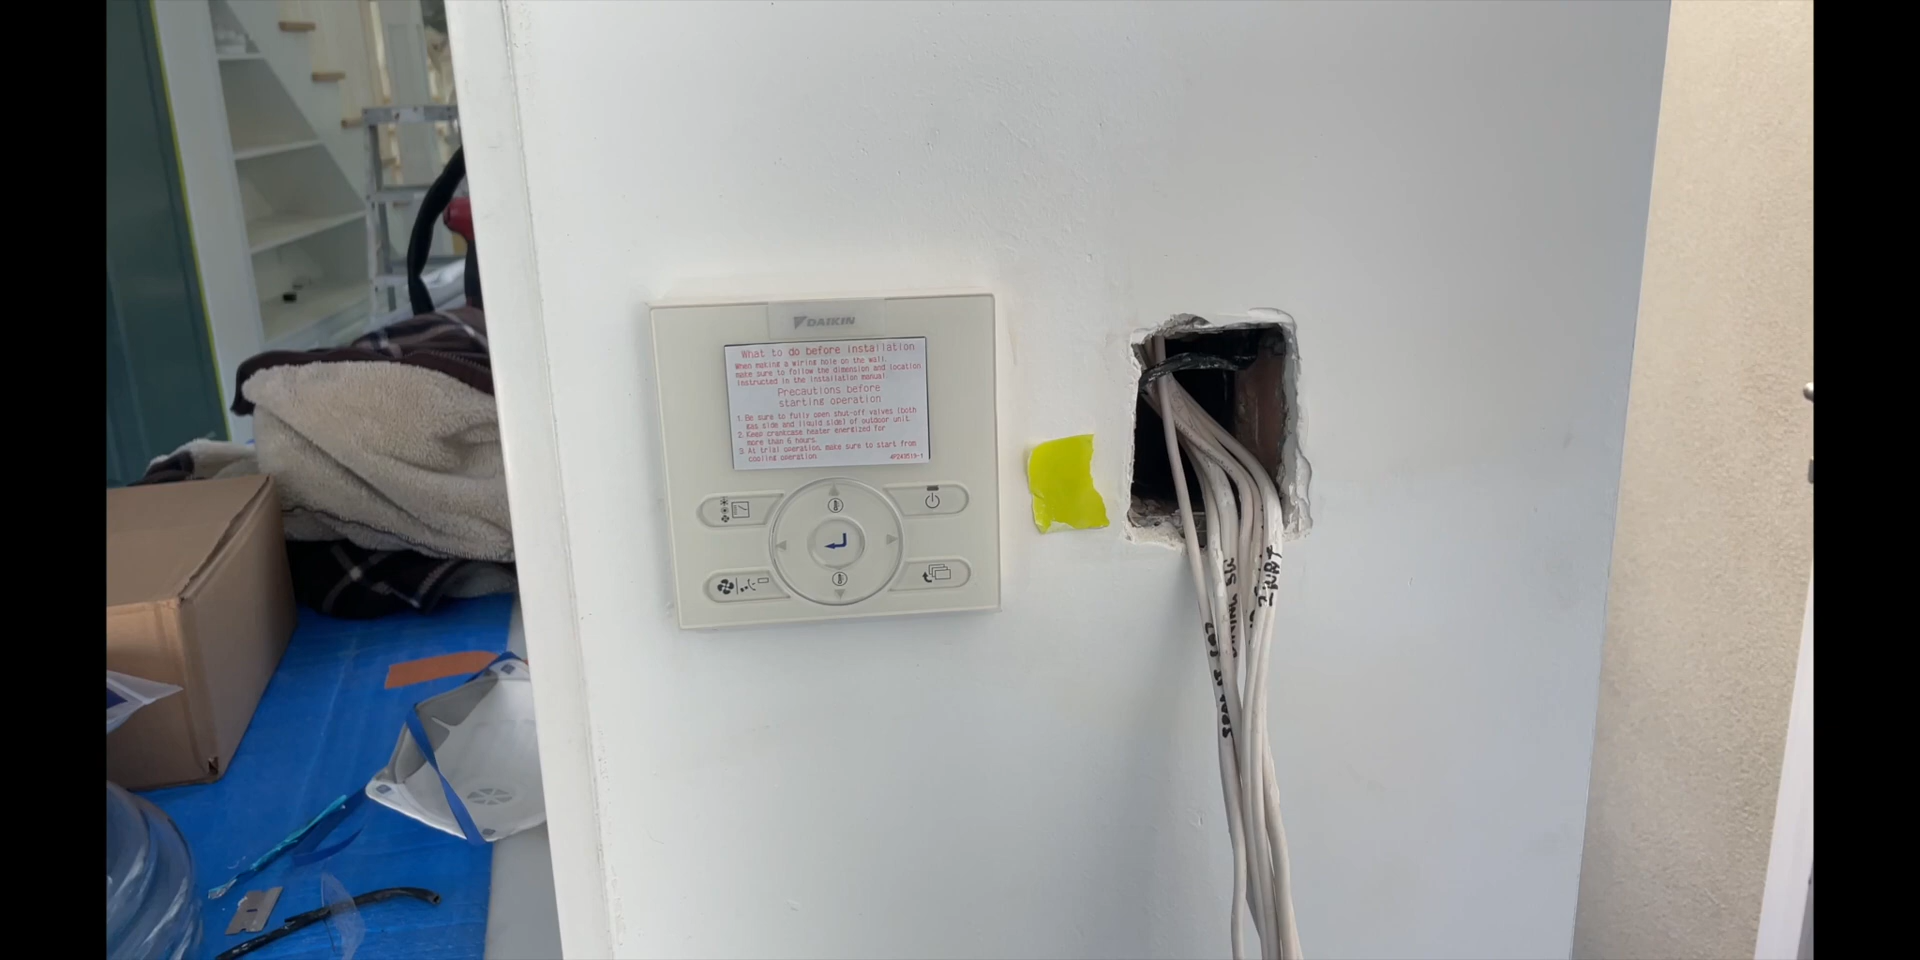 DAIKIN
What to do before installation
When making a wiring hole on the wall,
make sure to follow the dimension and location
instructed in the installation manual.
Precautions before
starting operation
1. Be sure to fully open shut-off valves (both
gas side and liquid side) of outdoor unit.
2. Keep crankcase heater energized for
more than 6 hours.
3. At trial operation, make sure to start from
cooling operation.
DINING SW